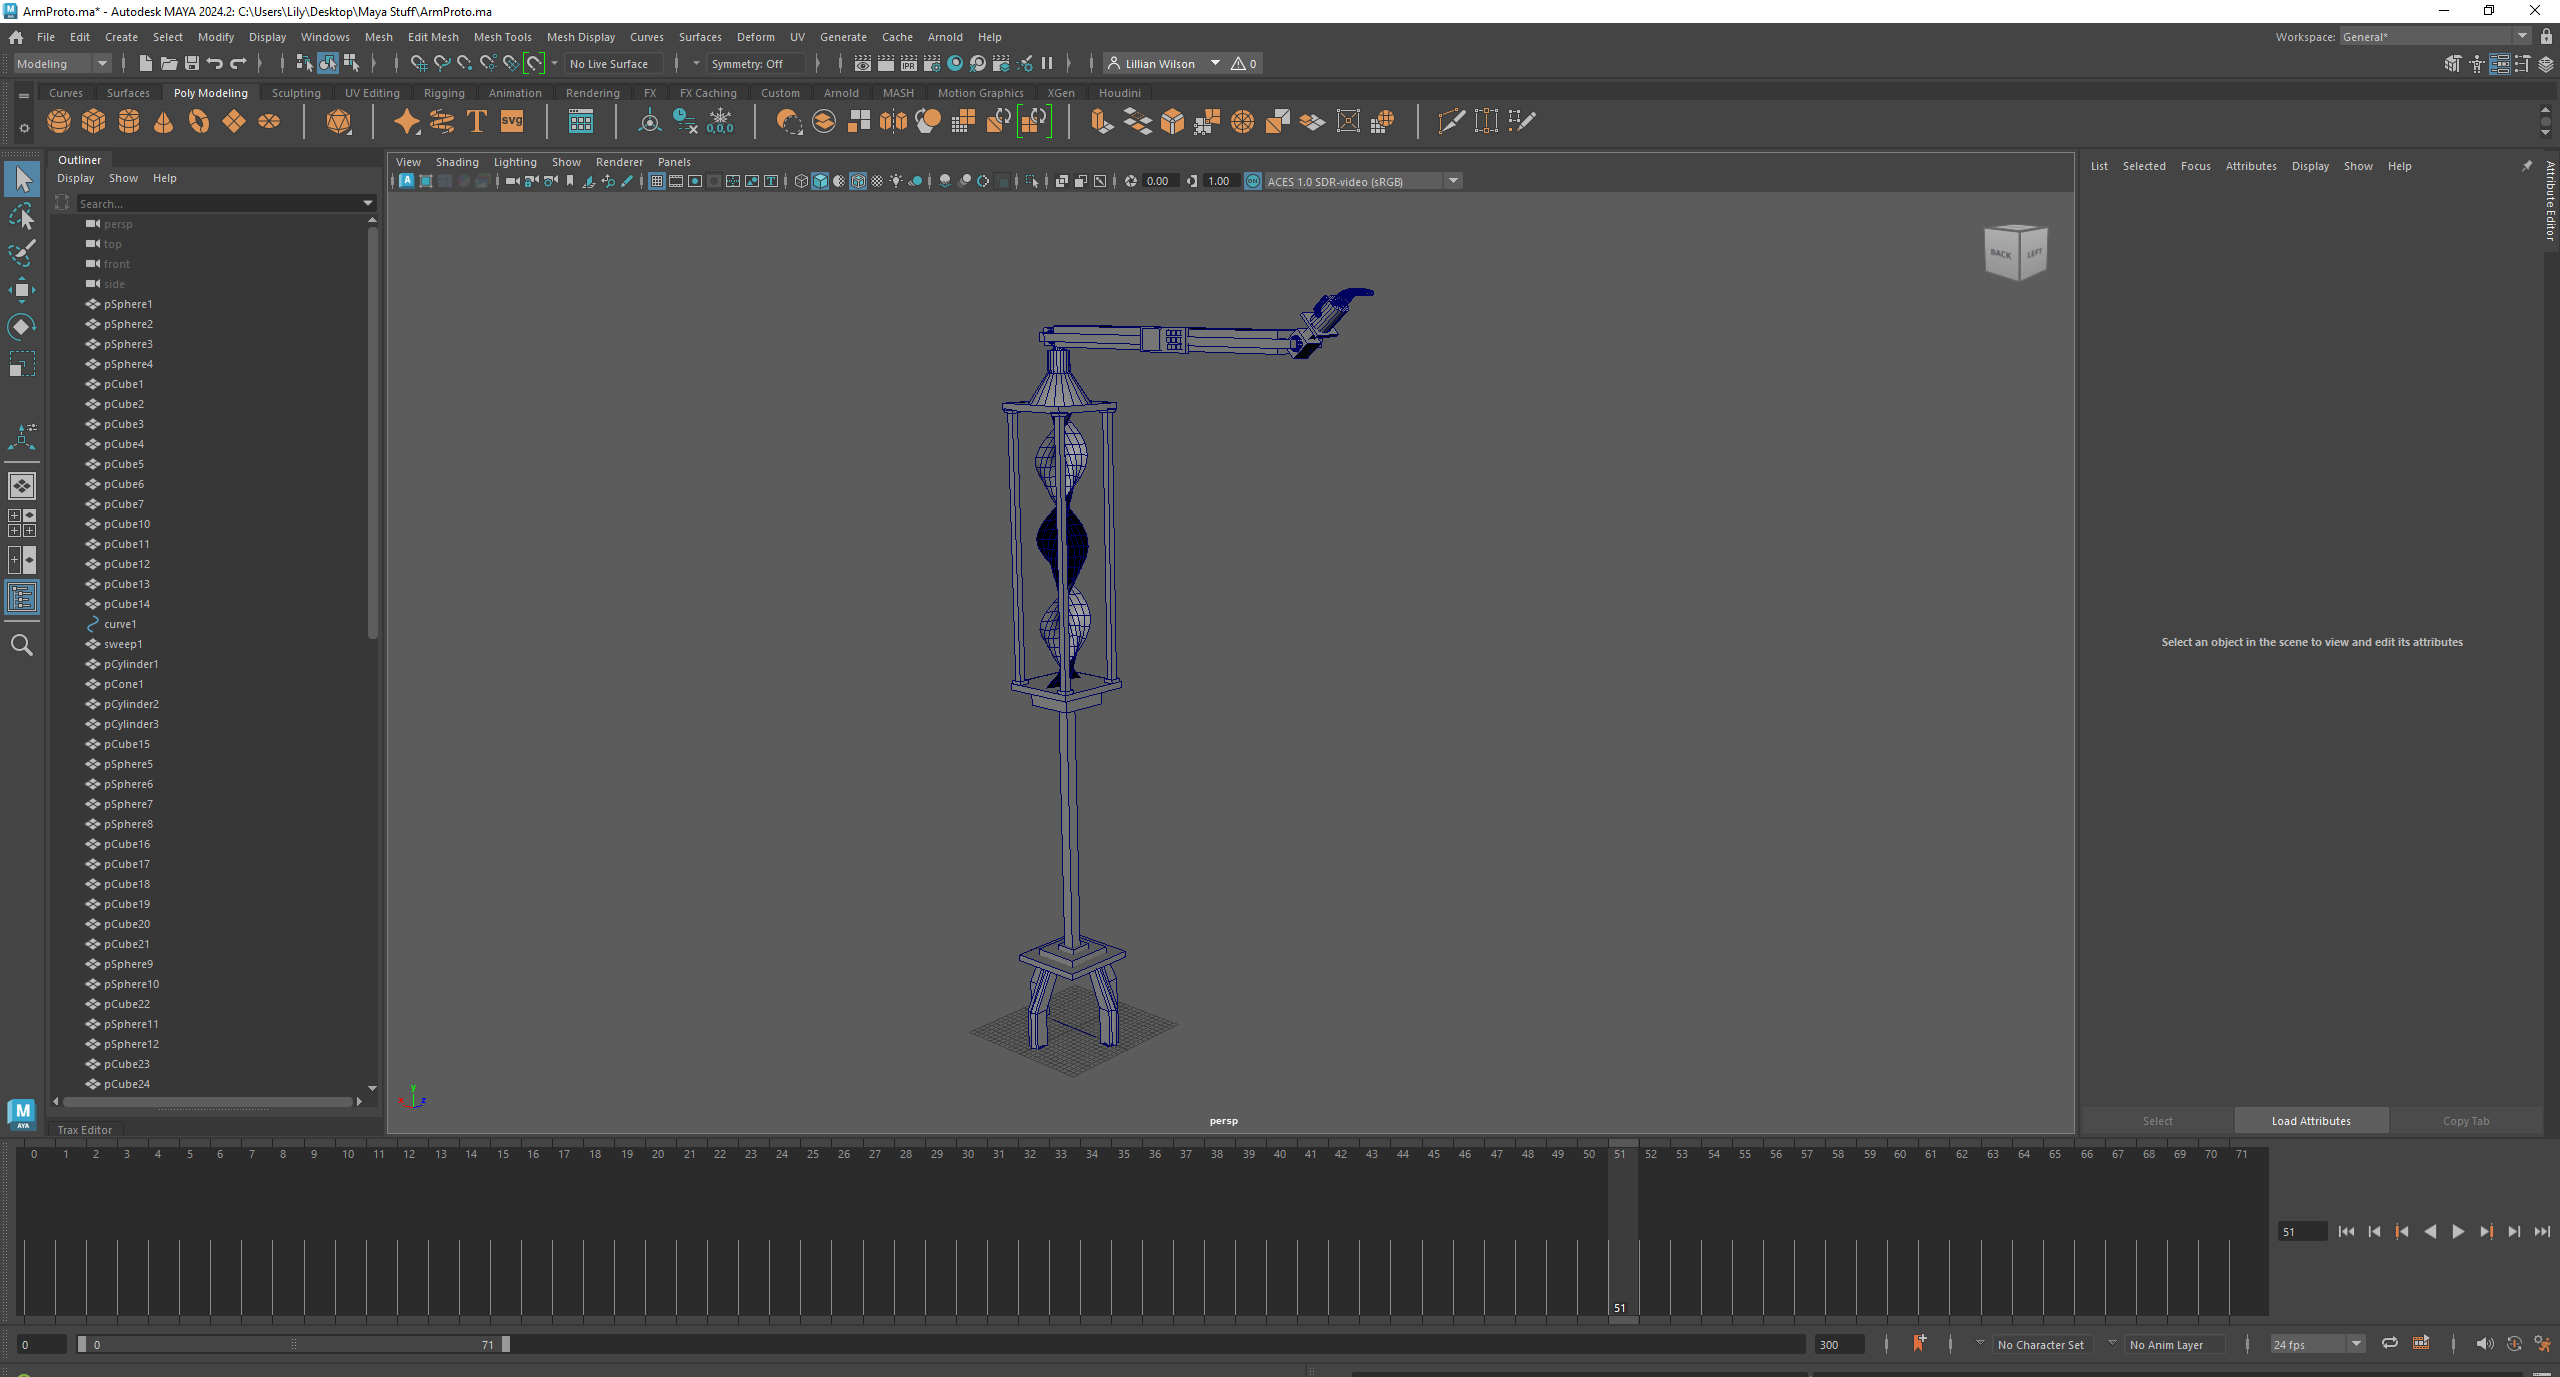 ArmProto.ma* - Autodesk MAYA 2024.2: C:\Users\Lily\Desktop\Maya Stuff\ArmProto.ma
File Edit Create Select Modify Display Windows Mesh Edit Mesh Mesh Tools Mesh Display Curves Surfaces Deform UV Generate Cache Arnold Help
Workspace: General*
Modeling
No Live Surface
Symmetry: Off
IPR
Lillian Wilson
0
Curves Surfaces Poly Modeling Sculpting UV Editing Rigging Animation Rendering FX FX Caching Custom Arnold MASH Motion Graphics XGen Houdini
T SVG 0,0,0
Outliner
Display Show Help
Search...
persp
top
front
side
pSphere1
pSphere2
pSphere3
pSphere4
pCube1
pCube2
pCube3
pCube4
pCube5
pCube6
pCube7
pCube10
pCube11
pCube12
pCube13
pCube14
curve1
sweep1
pCylinder1
pCone1
pCylinder2
pCylinder3
pCube15
pSphere5
pSphere6
pSphere7
pSphere8
pCube16
pCube17
pCube18
pCube19
pCube20
pCube21
pSphere9
pSphere10
pCube22
pSphere11
pSphere12
pCube23
pCube24
Trax Editor
M
AYA
View Shading Lighting Show Renderer Panels
0.00 1.00 ON ACES 1.0 SDR-video (sRGB)
BACK LEFT
y
x z
persp
List Selected Focus Attributes Display Show Help
Attribute Editor
Select an object in the scene to view and edit its attributes
Select Load Attributes Copy Tab
0 1 2 3 4 5 6 7 8 9 10 11 12 13 14 15 16 17 18 19 20 21 22 23 24 25 26 27 28 29 30 31 32 33 34 35 36 37 38 39 40 41 42 43 44 45 46 47 48 49 50 51 52 53 54 55 56 57 58 59 60 61 62 63 64 65 66 67 68 69 70 71
51
51
0 0 71 300 No Character Set No Anim Layer 24 fps